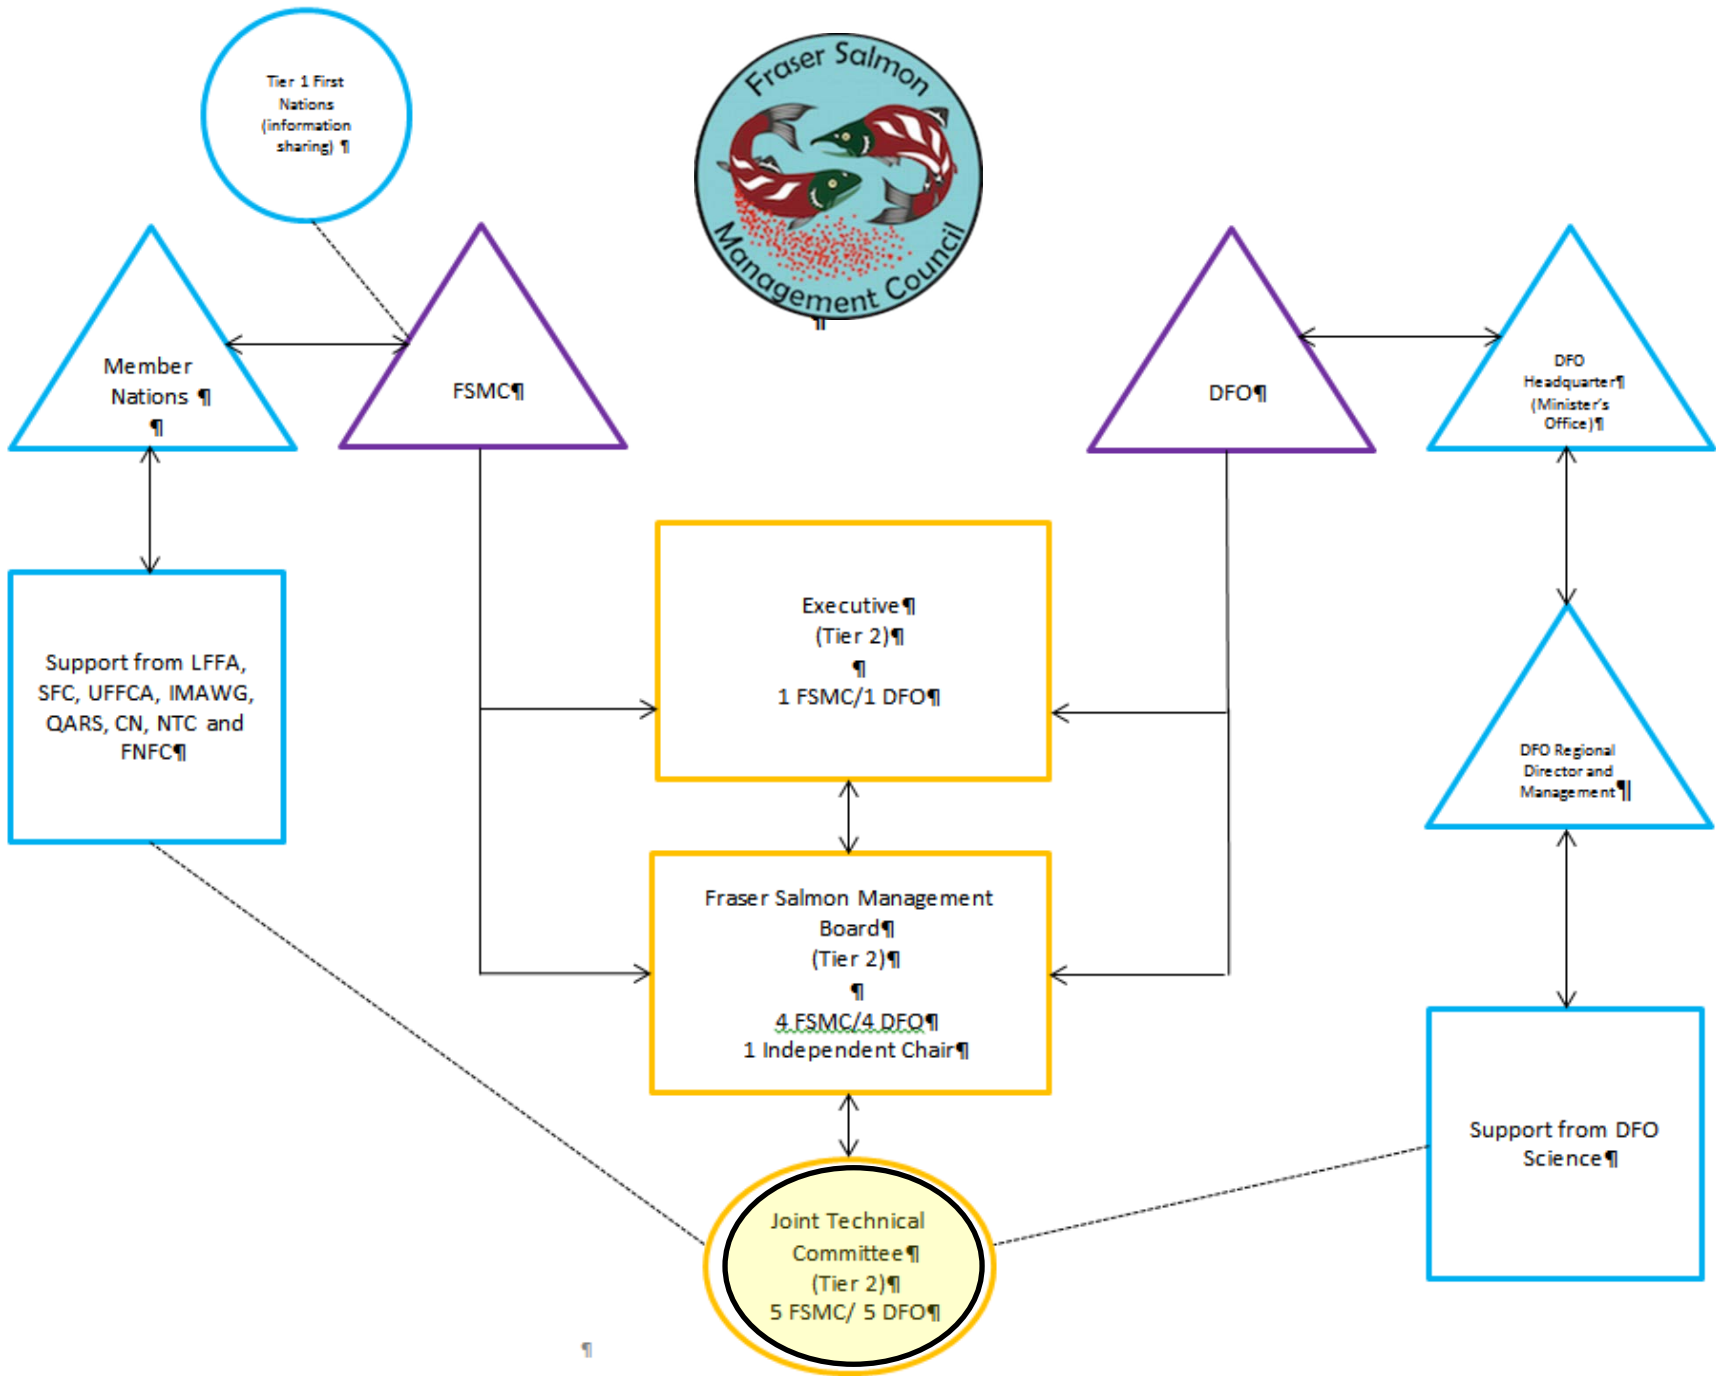 Tier 1 First
Nations
(information
sharing) ¶
Fraser Salmon
Management Council
¶
Member
Nations ¶
¶
FSMC¶
DFO¶
DFO
Headquarter¶
(Minister's
Office)¶
Executive¶
(Tier 2)¶
¶
1 FSMC/1 DFO¶
Support from LFFA,
SFC, UFFCA, IMAWG,
QARS, CN, NTC and
FNFC¶
DFO Regional
Director and
Management¶
Fraser Salmon Management
Board¶
(Tier 2)¶
¶
4 FSMC/4 DFO¶
1 Independent Chair¶
Support from DFO
Science¶
Joint Technical
Committee¶
(Tier 2)¶
5 FSMC/ 5 DFO¶
¶